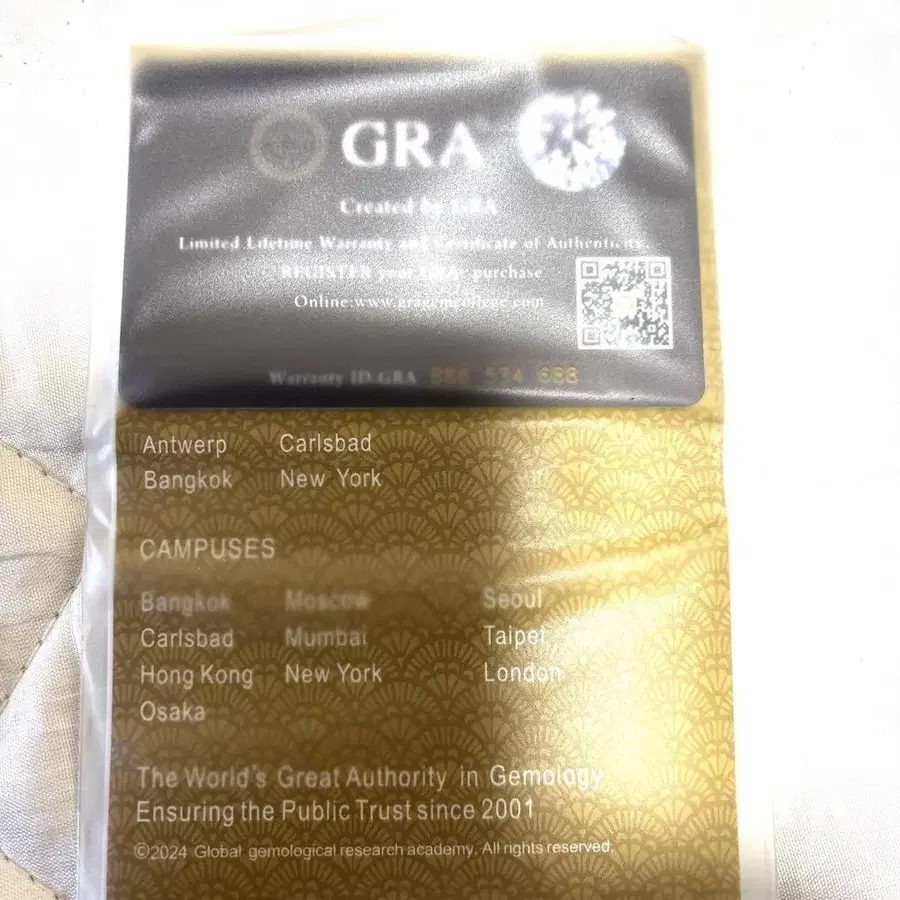 GRA
Created by GRA
Limited Lifetime Warranty and Certificate of Authenticity.
REGISTER your purchase
Online:www.gragemcollege.com
Warranty ID-GRA
Antwerp Carlsbad
Bangkok New York
CAMPUSES
Bangkok Moscow Seoul
Carlsbad Mumbai Taipei
Hong Kong New York London
Osaka
The World's Great Authority in Gemology
Ensuring the Public Trust since 2001
©2024 Global gemological research academy. All rights reserved.